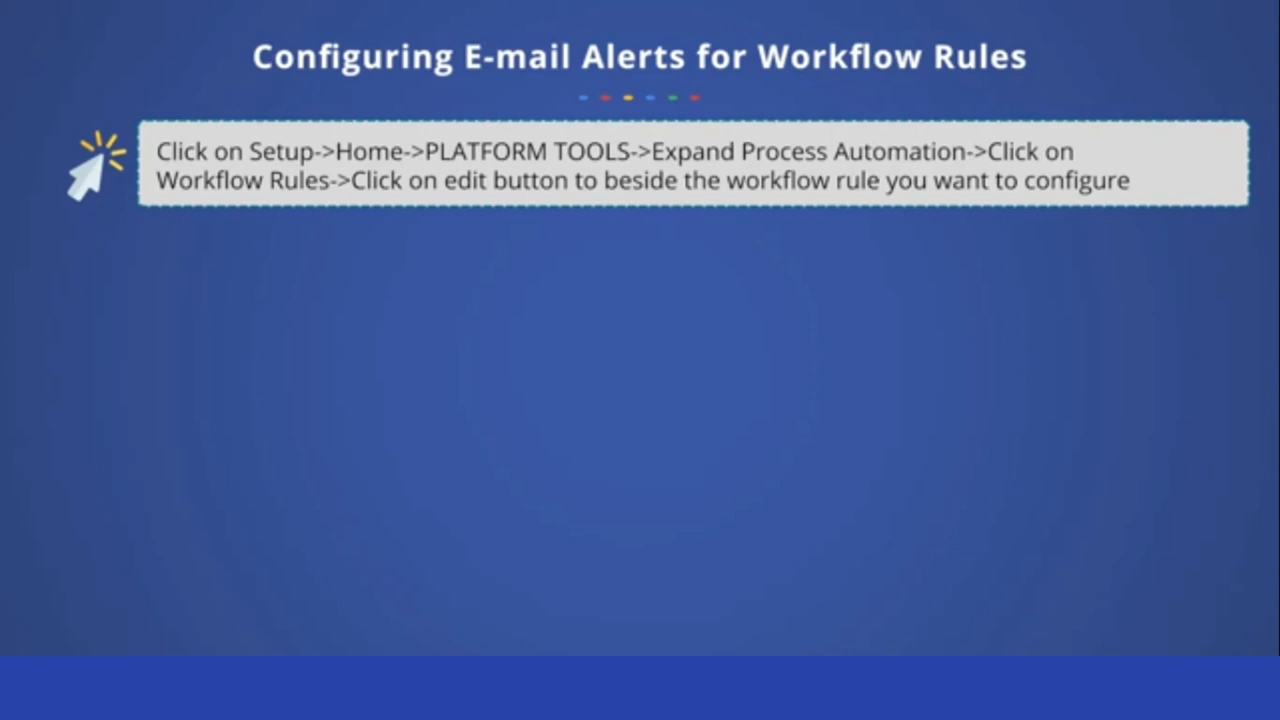 Configuring E-mail Alerts for Workflow Rules
Click on Setup->Home->PLATFORM TOOLS->Expand Process Automation->Click on
Workflow Rules->Click on edit button to beside the workflow rule you want to configure